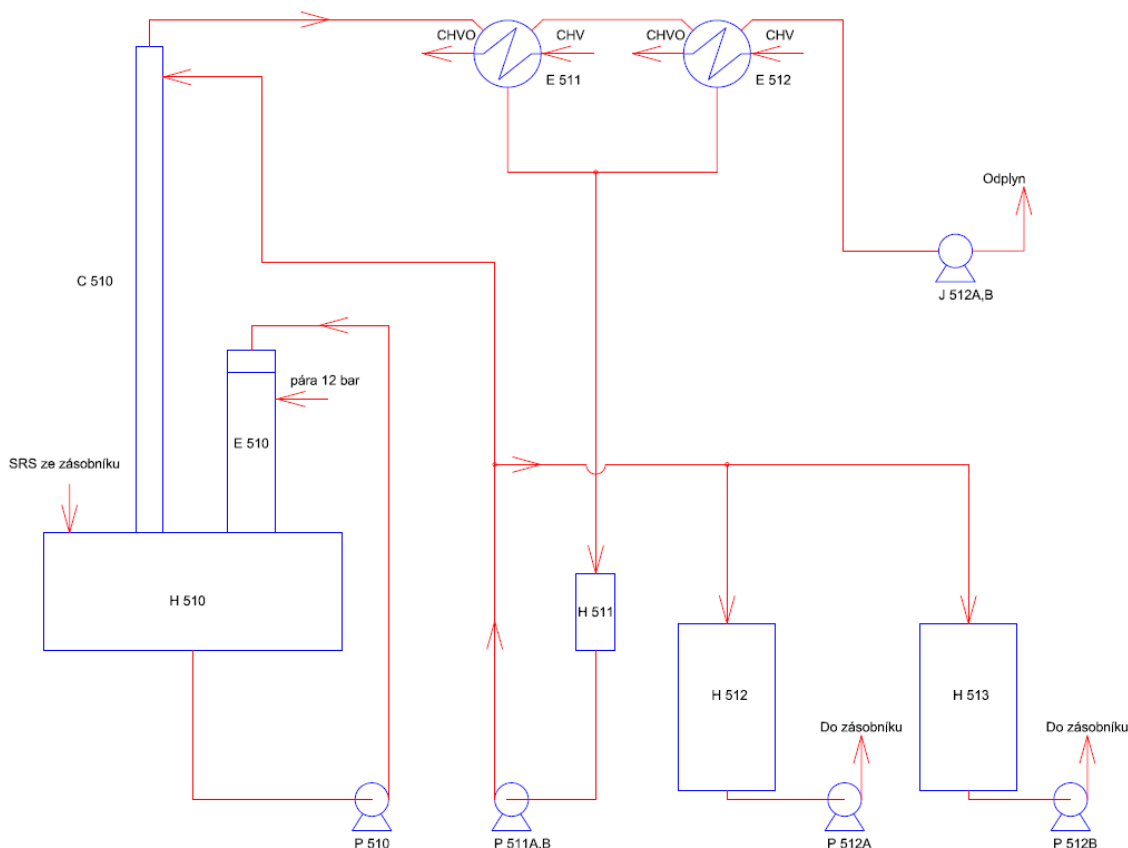 CHVO
CHV
CHVO
CHV
E 511
E 512
Odplyn
C 510
J 512A,B
pára 12 bar
E 510
SRS ze zásobníku
H 510
H 511
H 512
H 513
Do zásobníku
Do zásobníku
P 510
P 511A,B
P 512A
P 512B